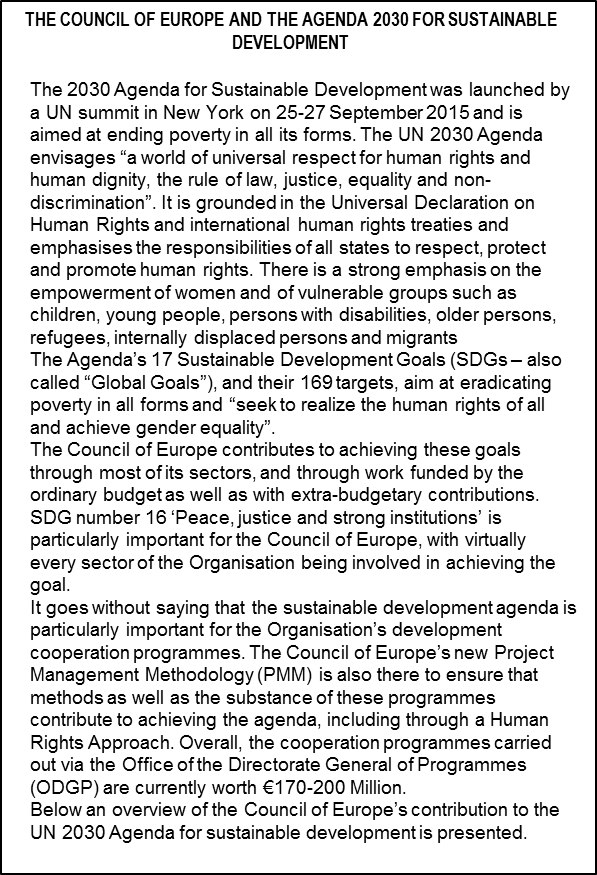 THE COUNCIL OF EUROPE AND THE AGENDA 2030 FOR SUSTAINABLE
DEVELOPMENT
The 2030 Agenda for Sustainable Development was launched by
a UN summit in New York on 25-27 September 2015 and is
aimed at ending poverty in all its forms. The UN 2030 Agenda
envisages “a world of universal respect for human rights and
human dignity, the rule of law, justice, equality and non-
discrimination”. It is grounded in the Universal Declaration on
Human Rights and international human rights treaties and
emphasises the responsibilities of all states to respect, protect
and promote human rights. There is a strong emphasis on the
empowerment of women and of vulnerable groups such as
children, young people, persons with disabilities, older persons,
refugees, internally displaced persons and migrants
The Agenda’s 17 Sustainable Development Goals (SDGs – also
called “Global Goals”), and their 169 targets, aim at eradicating
poverty in all forms and “seek to realize the human rights of all
and achieve gender equality”.
The Council of Europe contributes to achieving these goals
through most of its sectors, and through work funded by the
ordinary budget as well as with extra-budgetary contributions.
SDG number 16 ‘Peace, justice and strong institutions’ is
particularly important for the Council of Europe, with virtually
every sector of the Organisation being involved in achieving the
goal.
It goes without saying that the sustainable development agenda is
particularly important for the Organisation’s development
cooperation programmes. The Council of Europe’s new Project
Management Methodology (PMM) is also there to ensure that
methods as well as the substance of these programmes
contribute to achieving the agenda, including through a Human
Rights Approach. Overall, the cooperation programmes carried
out via the Office of the Directorate General of Programmes
(ODGP) are currently worth €170-200 Million.
Below an overview of the Council of Europe’s contribution to the
UN 2030 Agenda for sustainable development is presented.